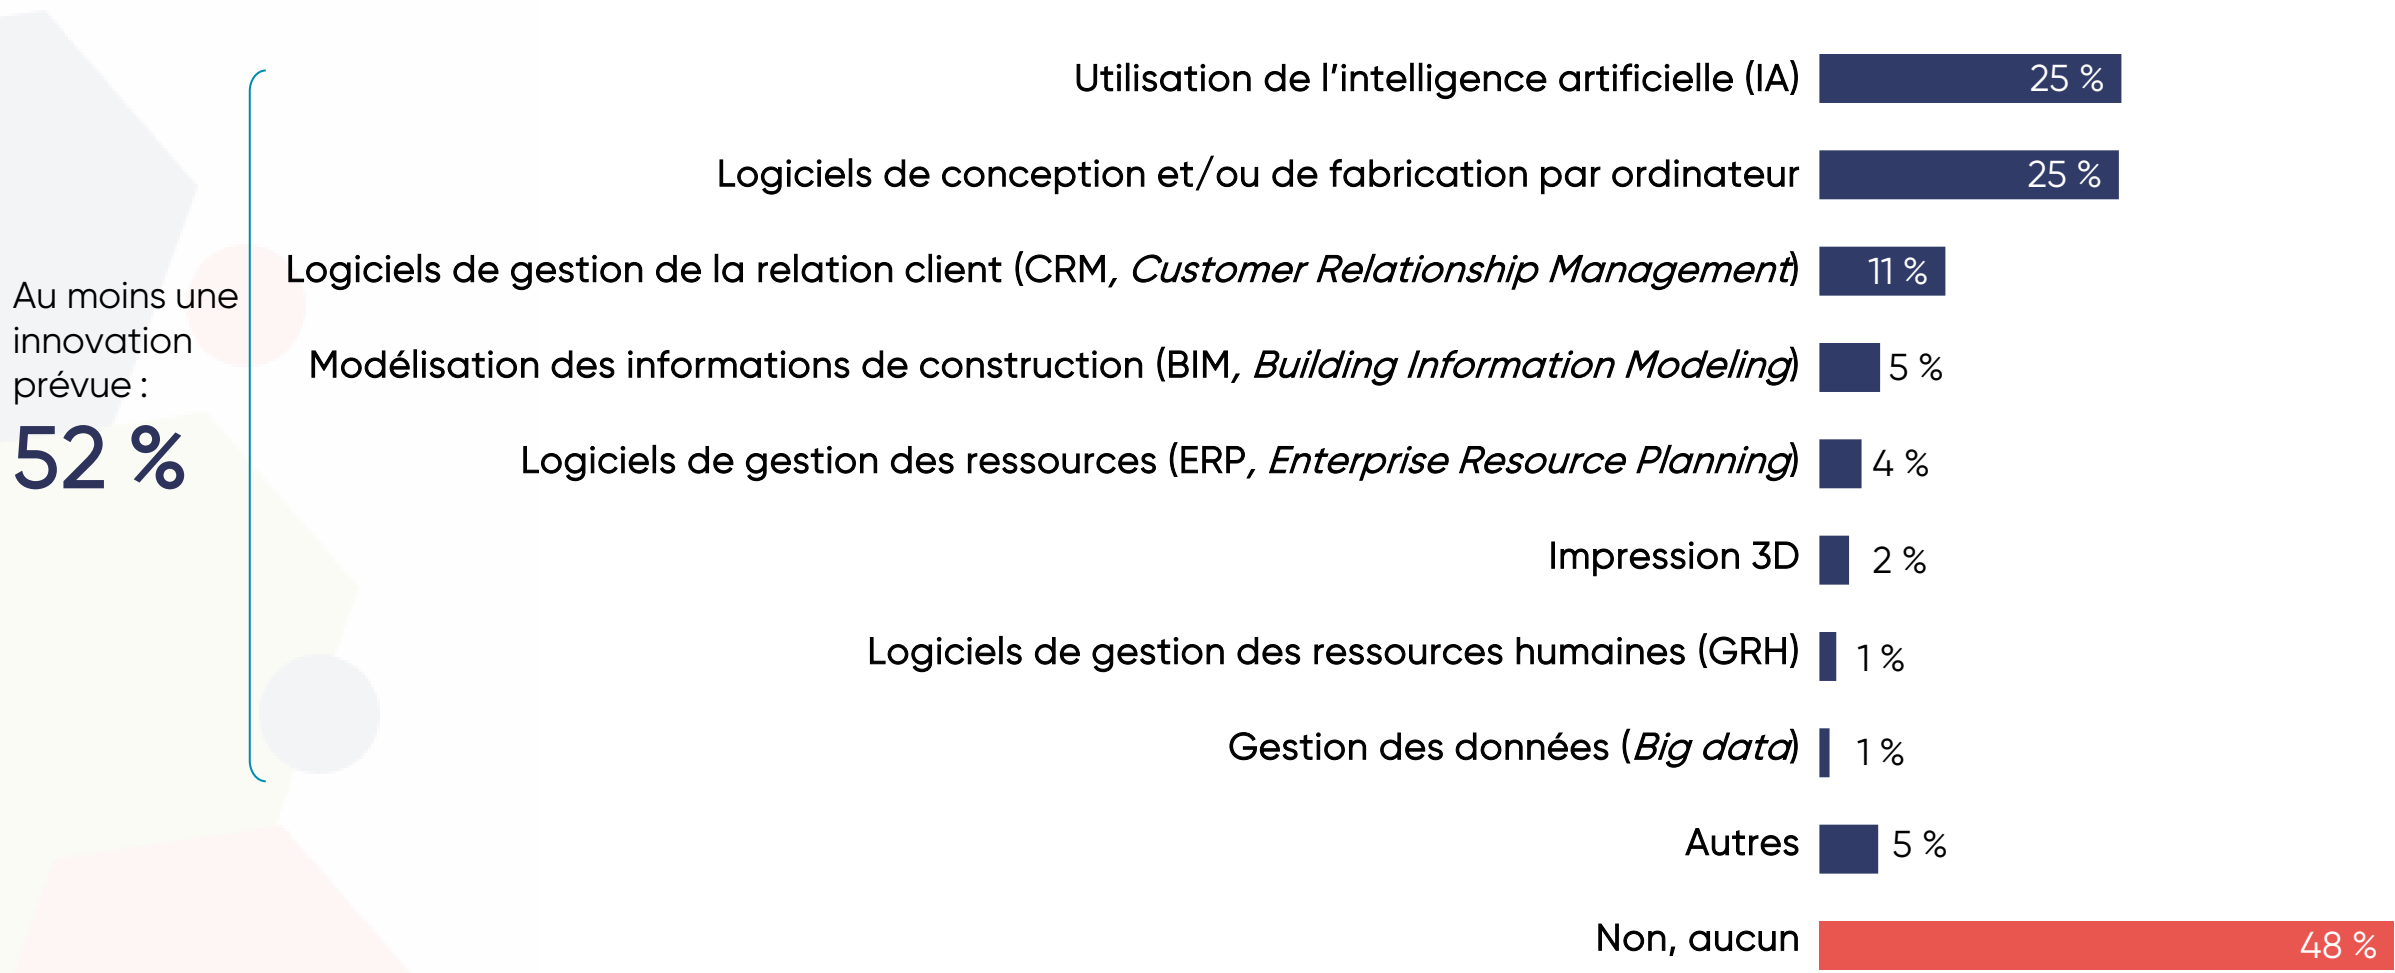 Au moins une
innovation
prévue :
52 %
Utilisation de l’intelligence artificielle (IA) 25 %
Logiciels de conception et/ou de fabrication par ordinateur 25 %
Logiciels de gestion de la relation client (CRM, Customer Relationship Management) 11 %
Modélisation des informations de construction (BIM, Building Information Modeling) 5 %
Logiciels de gestion des ressources (ERP, Enterprise Resource Planning) 4 %
Impression 3D 2 %
Logiciels de gestion des ressources humaines (GRH) 1 %
Gestion des données (Big data) 1 %
Autres 5 %
Non, aucun 48 %